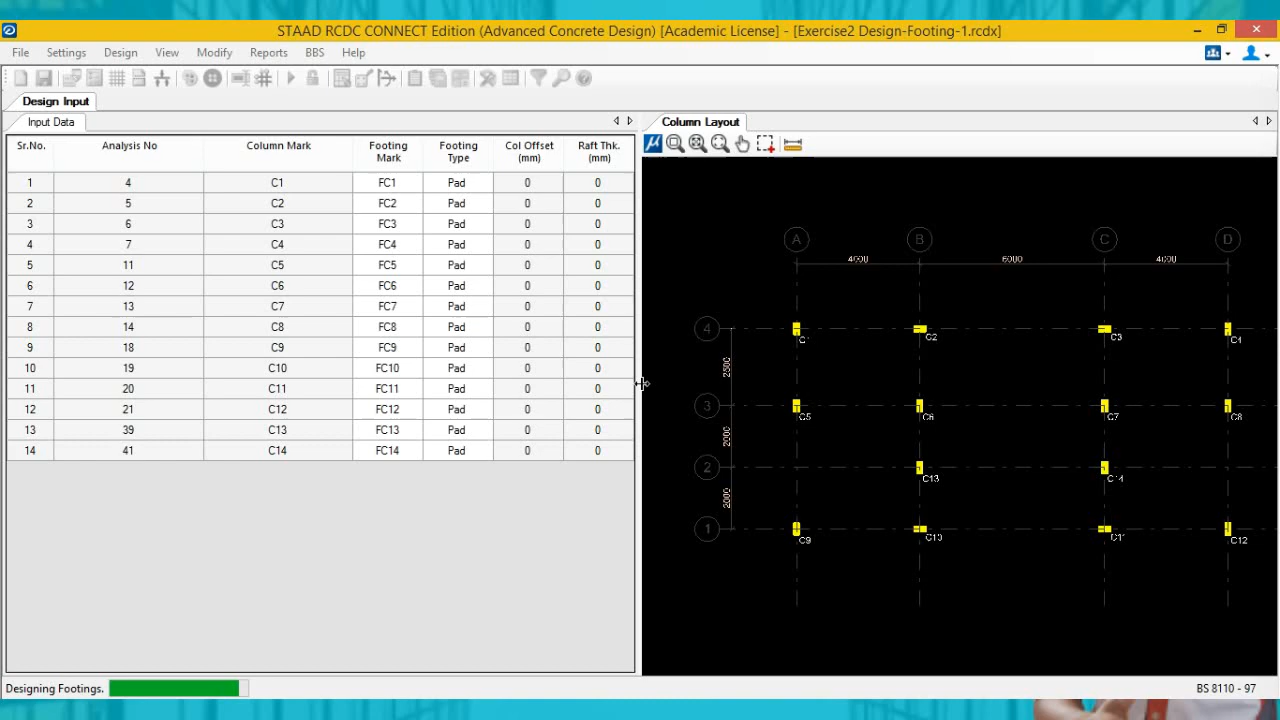 STAAD RCDC CONNECT Edition (Advanced Concrete Design) [Academic License] - [Exercise2 Design-Footing-1.rcdx]
File Settings Design View Modify Reports BBS Help
Design Input
Input Data
Sr.No. Analysis No Column Mark Footing Mark Footing Type Col Offset (mm) Raft Thk. (mm)
1 4 C1 FC1 Pad 0 0
2 5 C2 FC2 Pad 0 0
3 6 C3 FC3 Pad 0 0
4 7 C4 FC4 Pad 0 0
5 11 C5 FC5 Pad 0 0
6 12 C6 FC6 Pad 0 0
7 13 C7 FC7 Pad 0 0
8 14 C8 FC8 Pad 0 0
9 18 C9 FC9 Pad 0 0
10 19 C10 FC10 Pad 0 0
11 20 C11 FC11 Pad 0 0
12 21 C12 FC12 Pad 0 0
13 39 C13 FC13 Pad 0 0
14 41 C14 FC14 Pad 0 0
Column Layout
A B C D
4000 6000 4000
4
C1 C2 C3 C4
2500
3
C5 C6 C7 C8
2000
2
C13 C14
2000
1
C9 C10 C11 C12
Designing Footings.
BS 8110 - 97